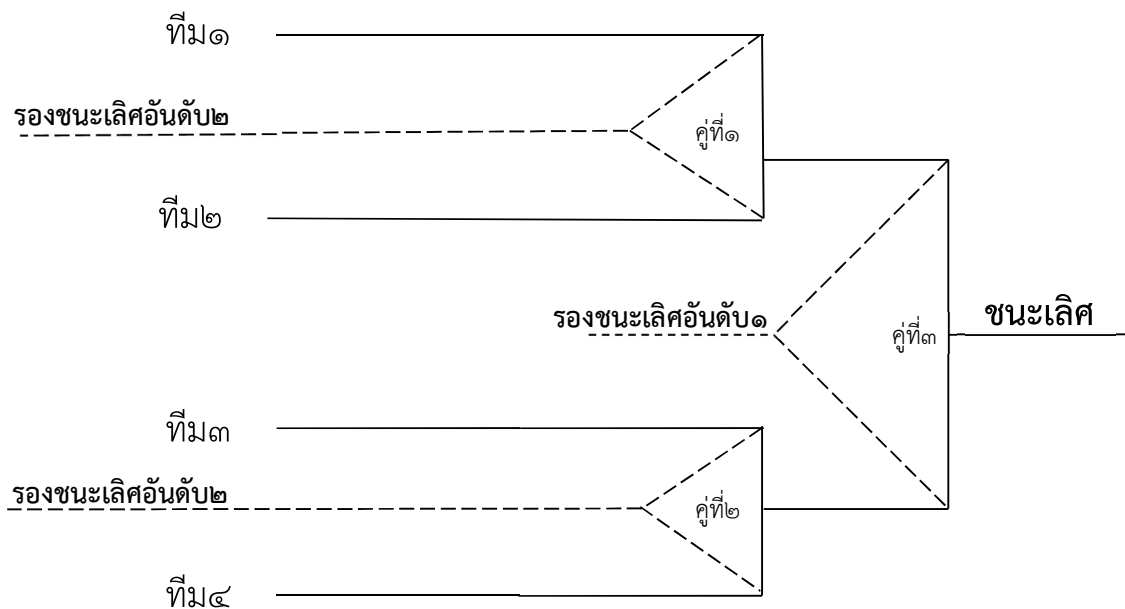 ทีม๑
รองชนะเลิศอันดับ๒
คู่ที่๑
ทีม๒
รองชนะเลิศอันดับ๑
ชนะเลิศ
คู่ที่๓
ทีม๓
รองชนะเลิศอันดับ๒
คู่ที่๒
ทีม๔